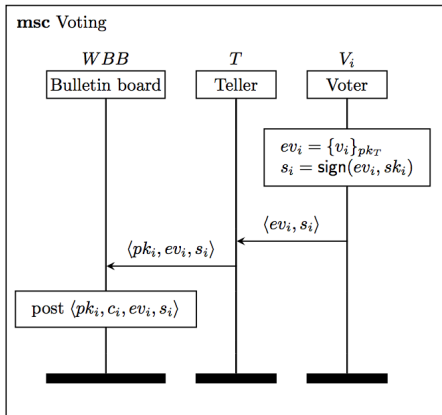 msc Voting
WBB T V_i
Bulletin board Teller Voter
ev_i = {v_i}_{pk_T}
s_i = sign(ev_i, sk_i)
⟨ev_i, s_i⟩
⟨pk_i, ev_i, s_i⟩
post ⟨pk_i, c_i, ev_i, s_i⟩